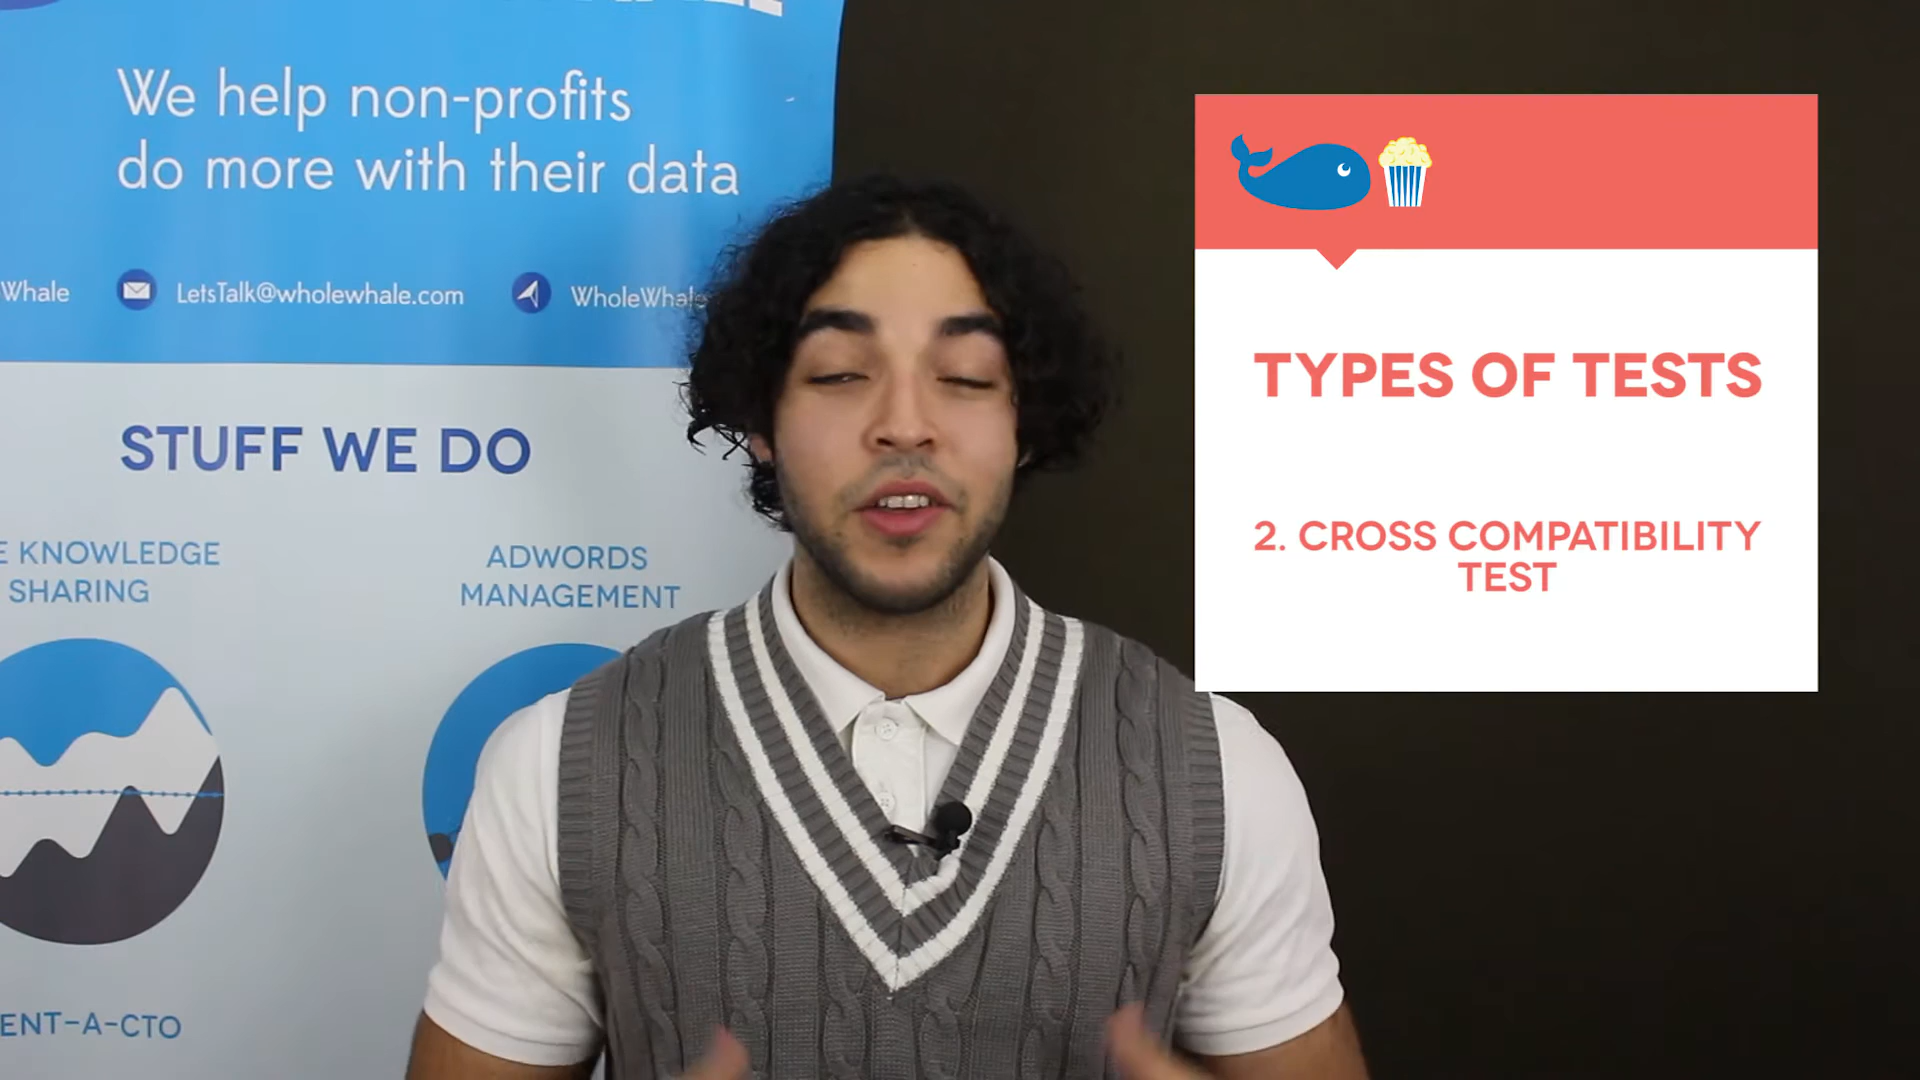 We help non-profits
do more with their data
Whale
LetsTalk@wholewhale.com
WholeWhale
STUFF WE DO
KNOWLEDGE
SHARING
ADWORDS
MANAGEMENT
ENT-A-CTO
TYPES OF TESTS
2. CROSS COMPATIBILITY
TEST